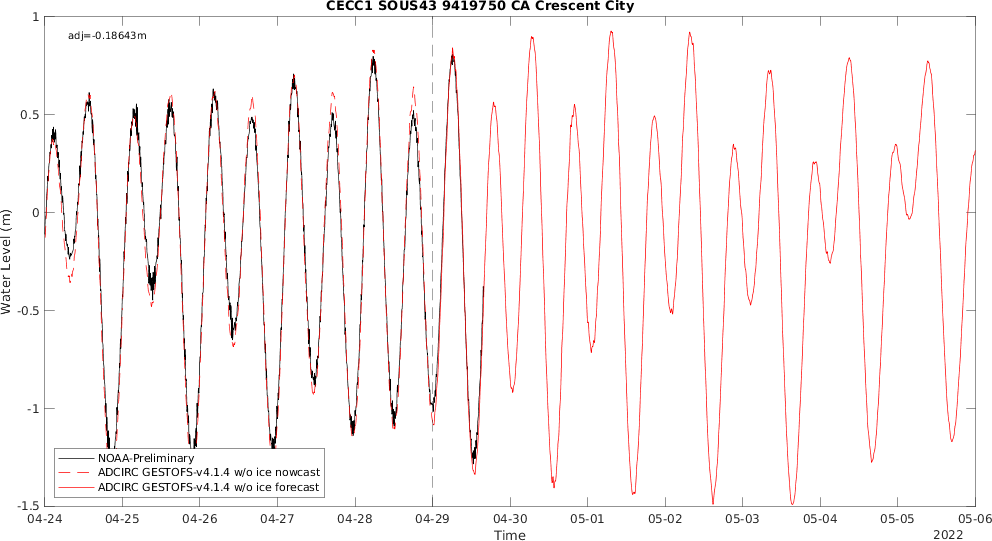 CECC1 SOUS43 9419750 CA Crescent City
adj=-0.18643m
1
0.5
0
-0.5
-1
-1.5
Water Level (m)
NOAA-Preliminary
ADCIRC GESTOFS-v4.1.4 w/o ice nowcast
ADCIRC GESTOFS-v4.1.4 w/o ice forecast
04-24 04-25 04-26 04-27 04-28 04-29 04-30 05-01 05-02 05-03 05-04 05-05 05-06
Time
2022